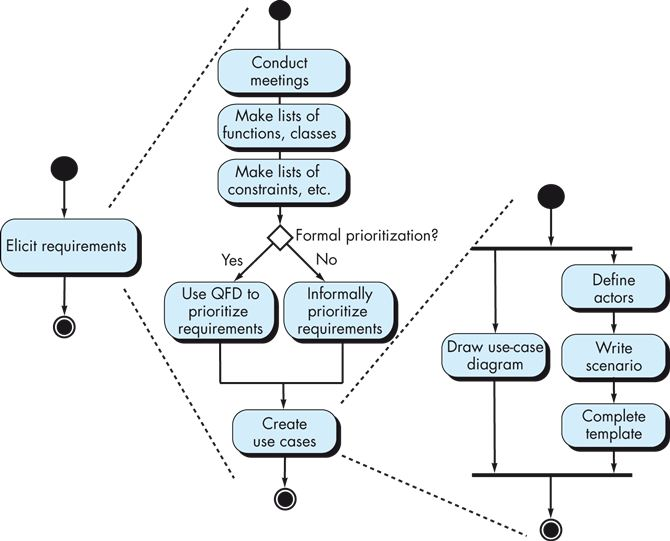 Elicit requirements
Conduct
meetings
Make lists of
functions, classes
Make lists of
constraints, etc.
Formal prioritization?
Yes
No
Use QFD to
prioritize
requirements
Informally
prioritize
requirements
Create
use cases
Draw use-case
diagram
Define
actors
Write
scenario
Complete
template